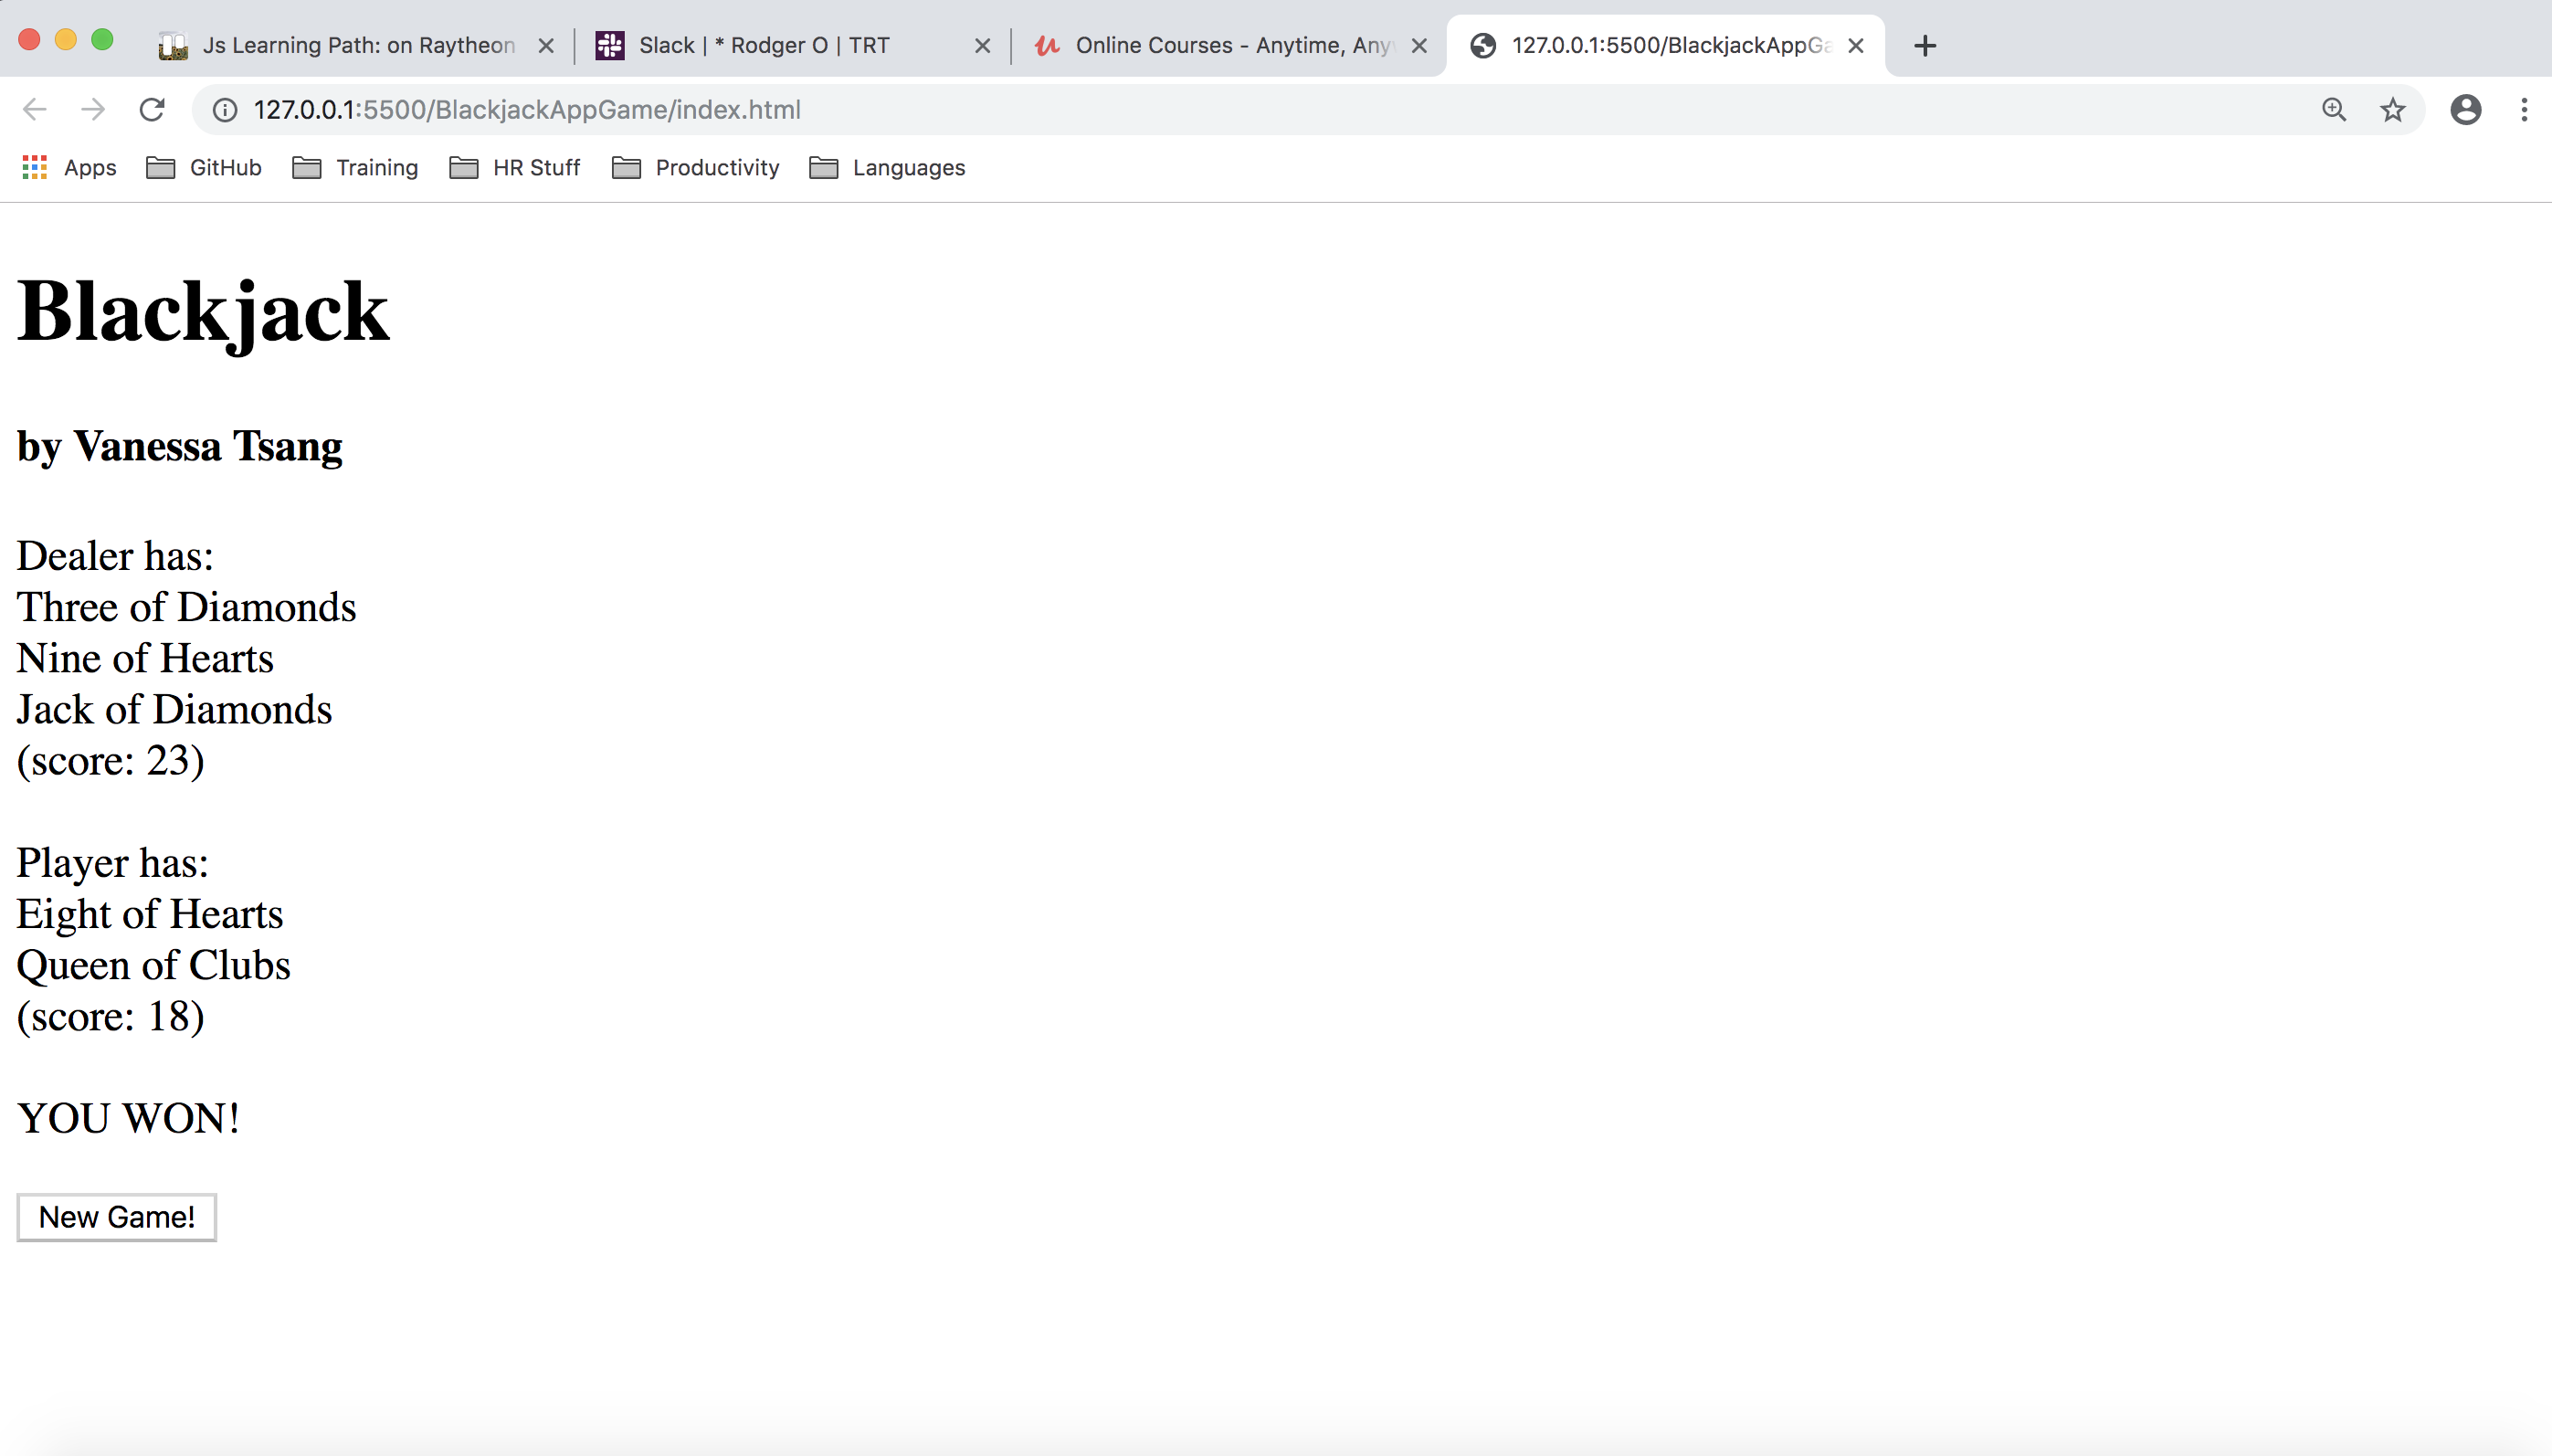 Js Learning Path: on Raytheon
Slack | * Rodger O | TRT
Online Courses - Anytime, Any
127.0.0.1:5500/BlackjackAppGa
127.0.0.1:5500/BlackjackAppGame/index.html
Apps
GitHub
Training
HR Stuff
Productivity
Languages
Blackjack
by Vanessa Tsang
Dealer has:
Three of Diamonds
Nine of Hearts
Jack of Diamonds
(score: 23)
Player has:
Eight of Hearts
Queen of Clubs
(score: 18)
YOU WON!
New Game!